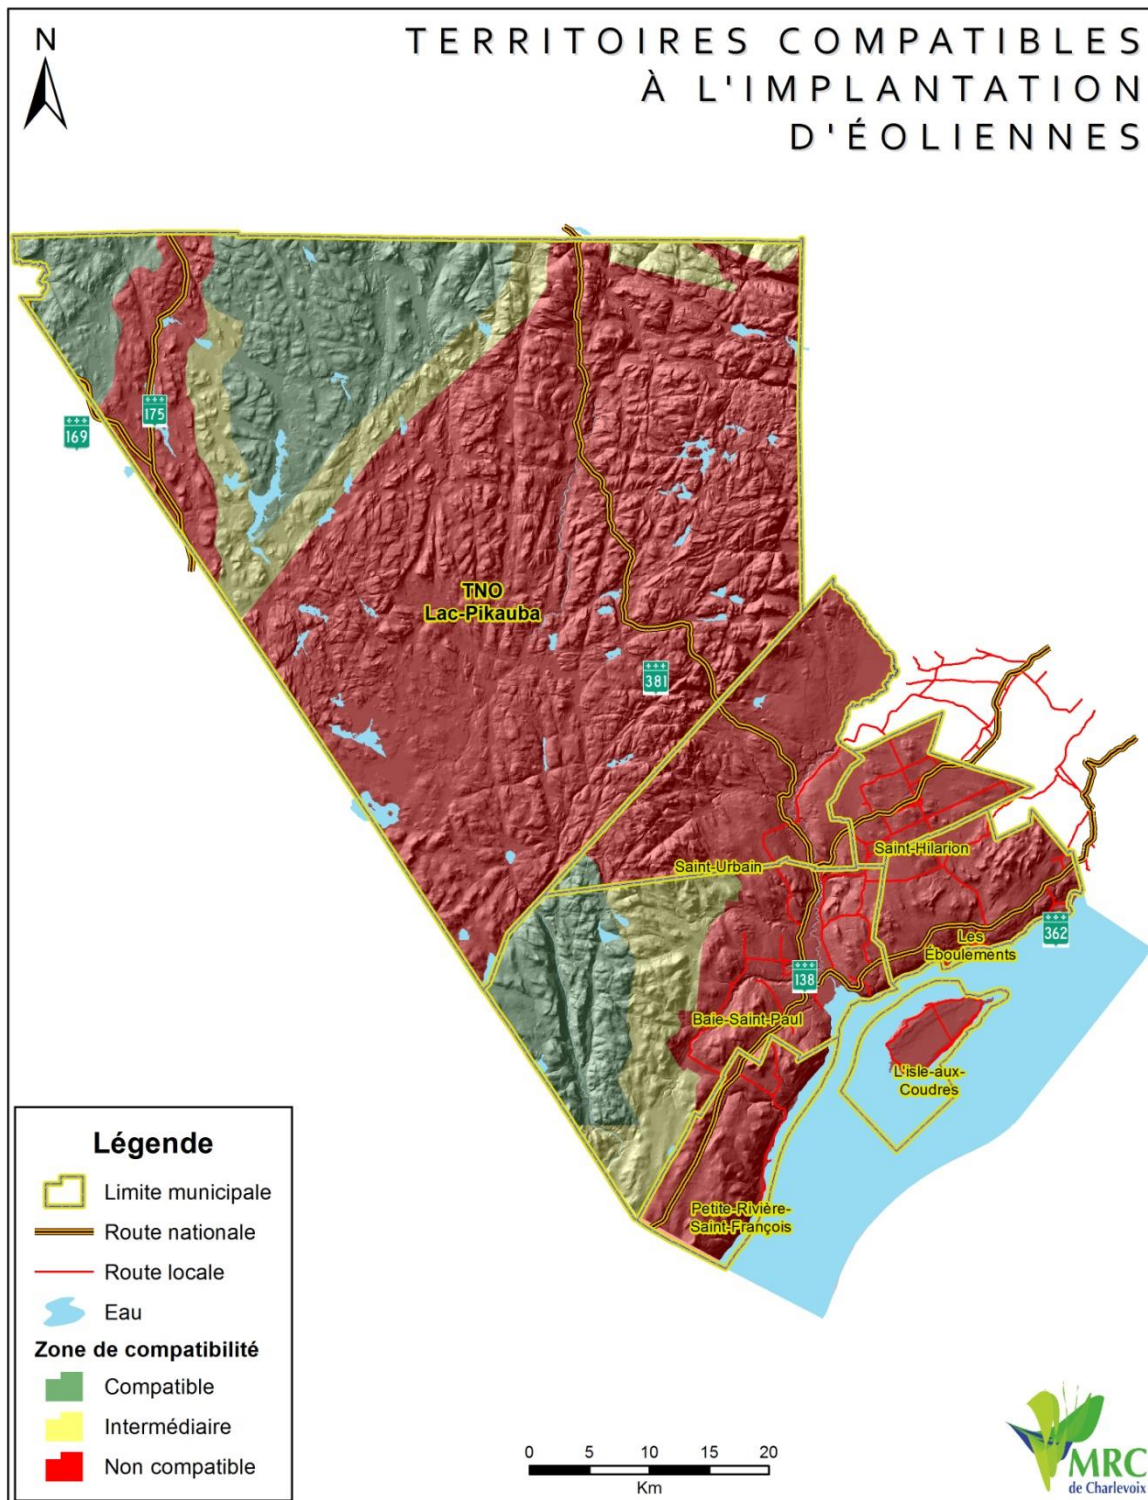 N
TERRITOIRES COMPATIBLES
À L'IMPLANTATION
D'ÉOLIENNES
175
169
TNO
Lac-Pikauba
381
Saint-Urbain
Saint-Hilarion
Les
Éboulements
362
138
Baie-Saint-Paul
L'isle-aux-
Coudres
Petite-Rivière-
Saint-François
Légende
Limite municipale
Route nationale
Route locale
Eau
Zone de compatibilité
Compatible
Intermédiaire
Non compatible
0 5 10 15 20
Km
MRC
de Charlevoix